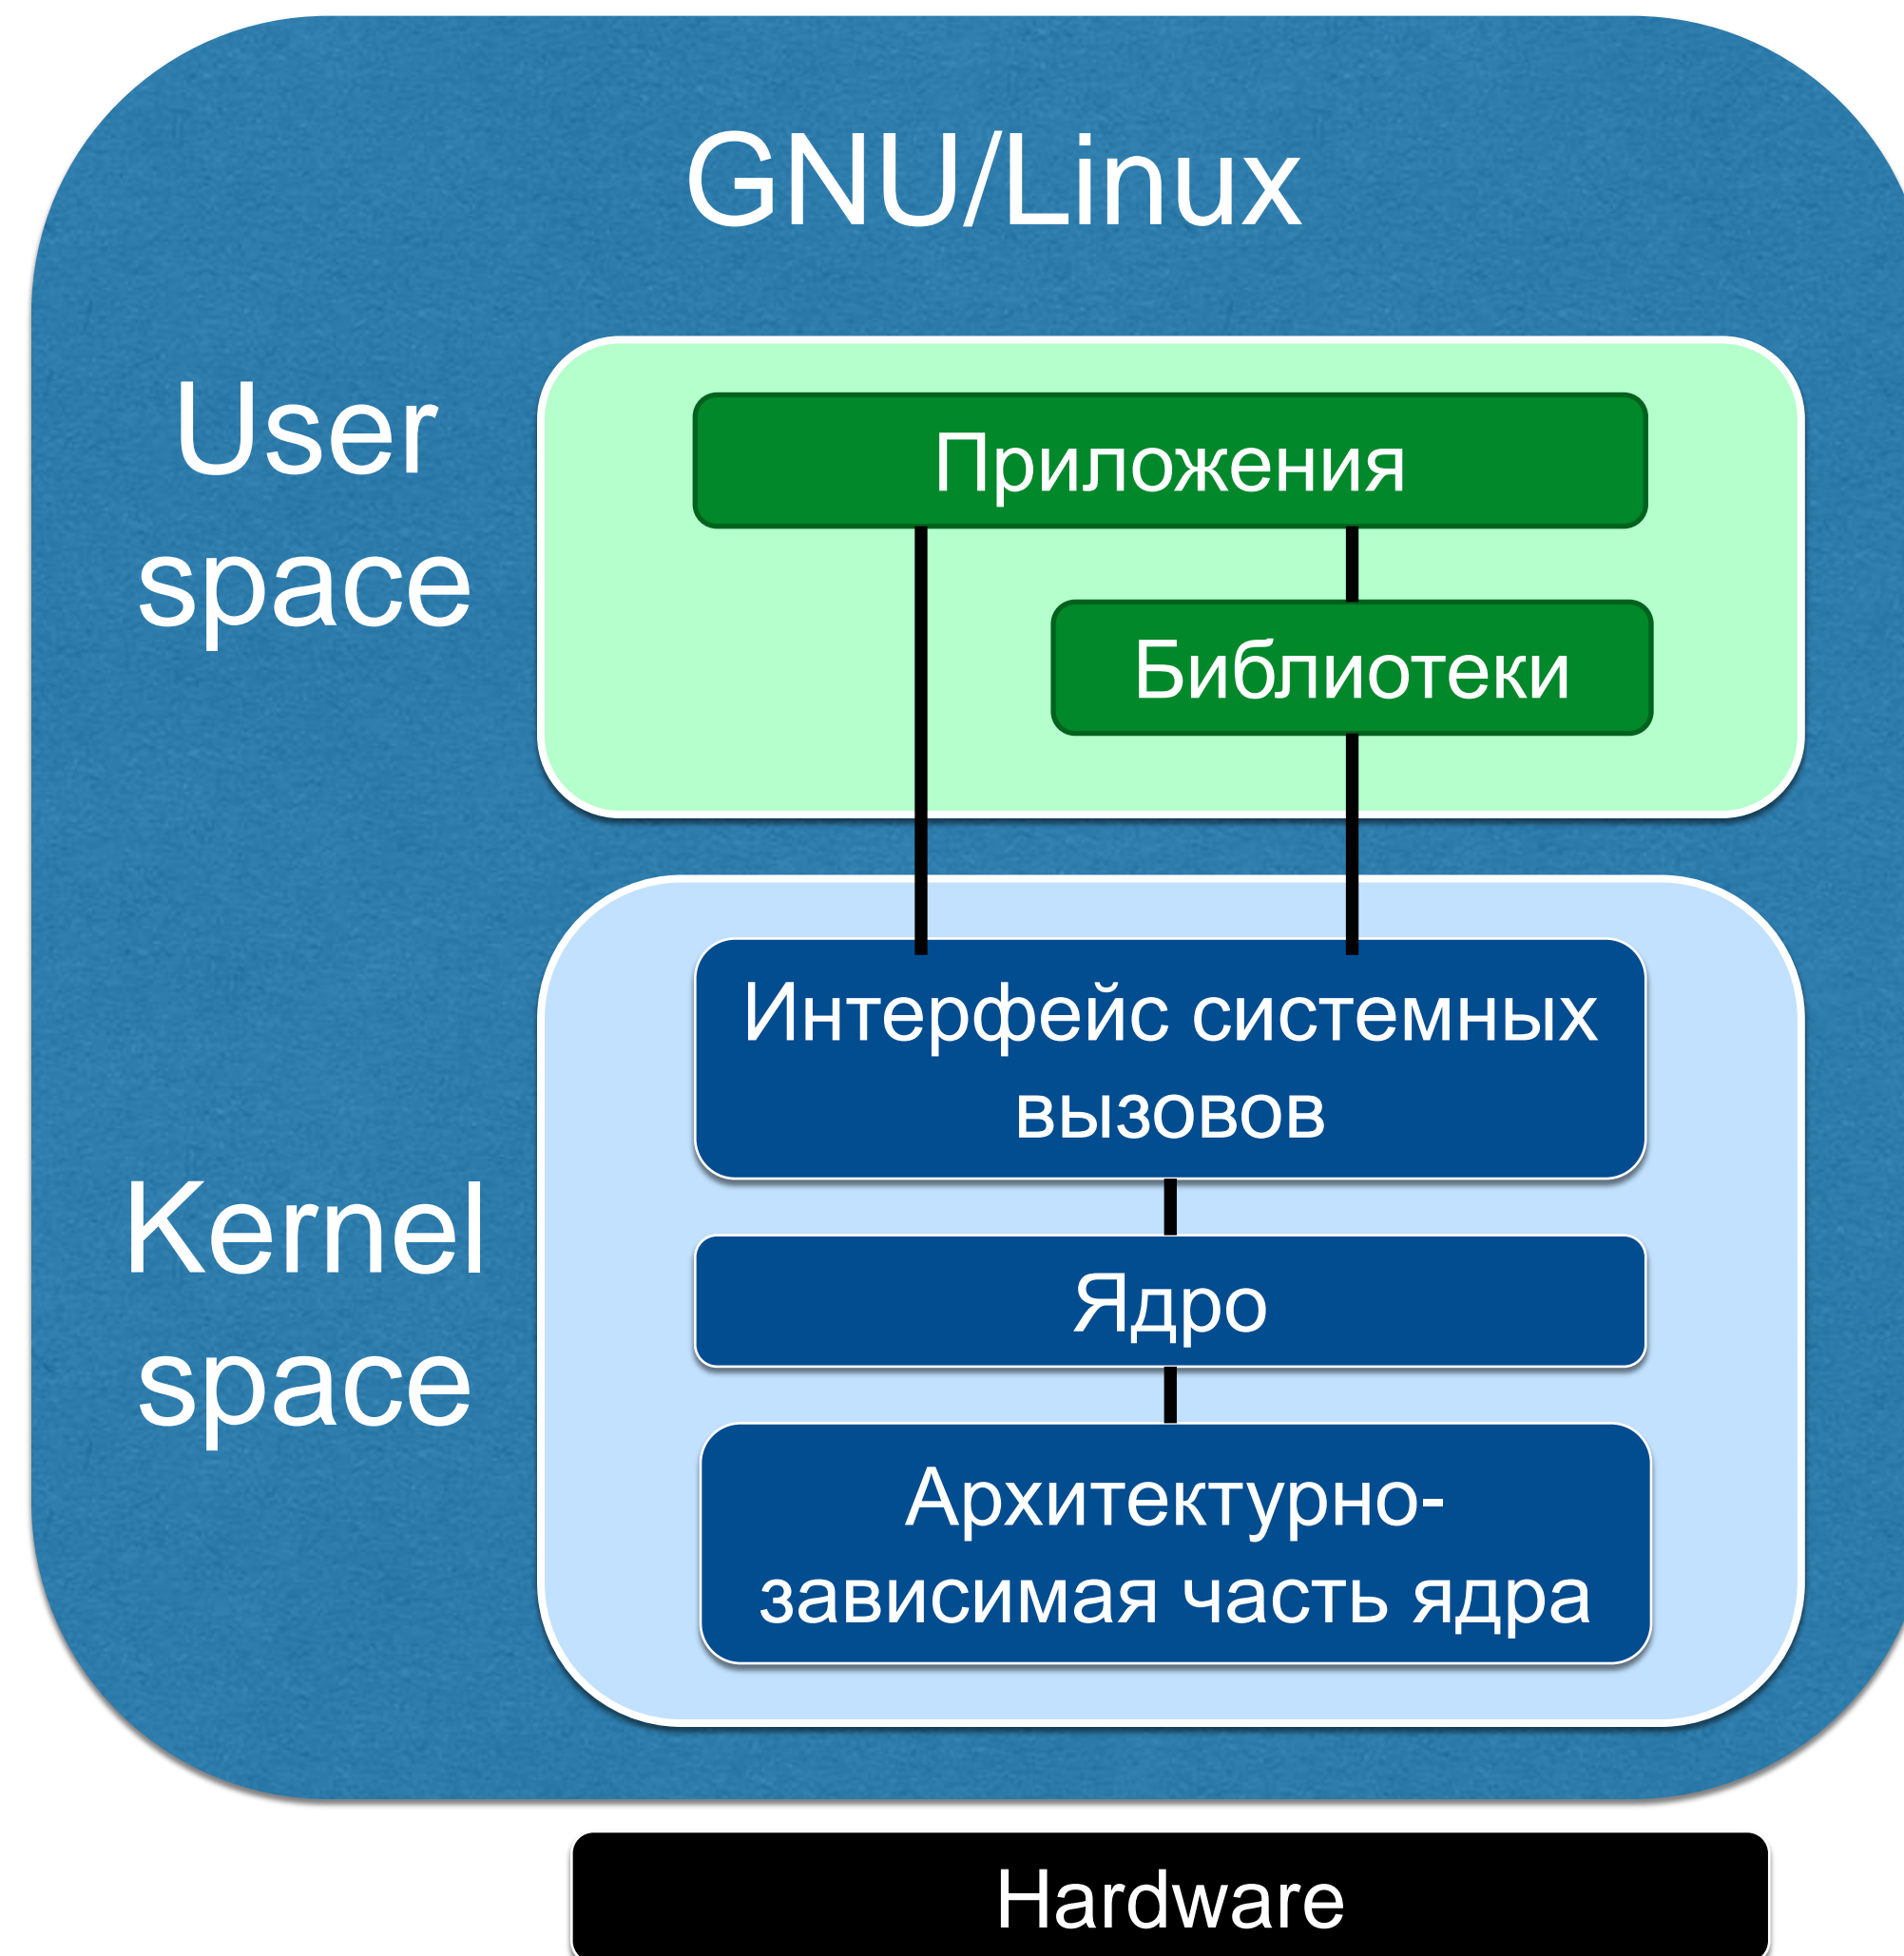 GNU/Linux
User
space
Приложения
Библиотеки
Kernel
space
Интерфейс системных
вызовов
Ядро
Архитектурно-
зависимая часть ядра
Hardware